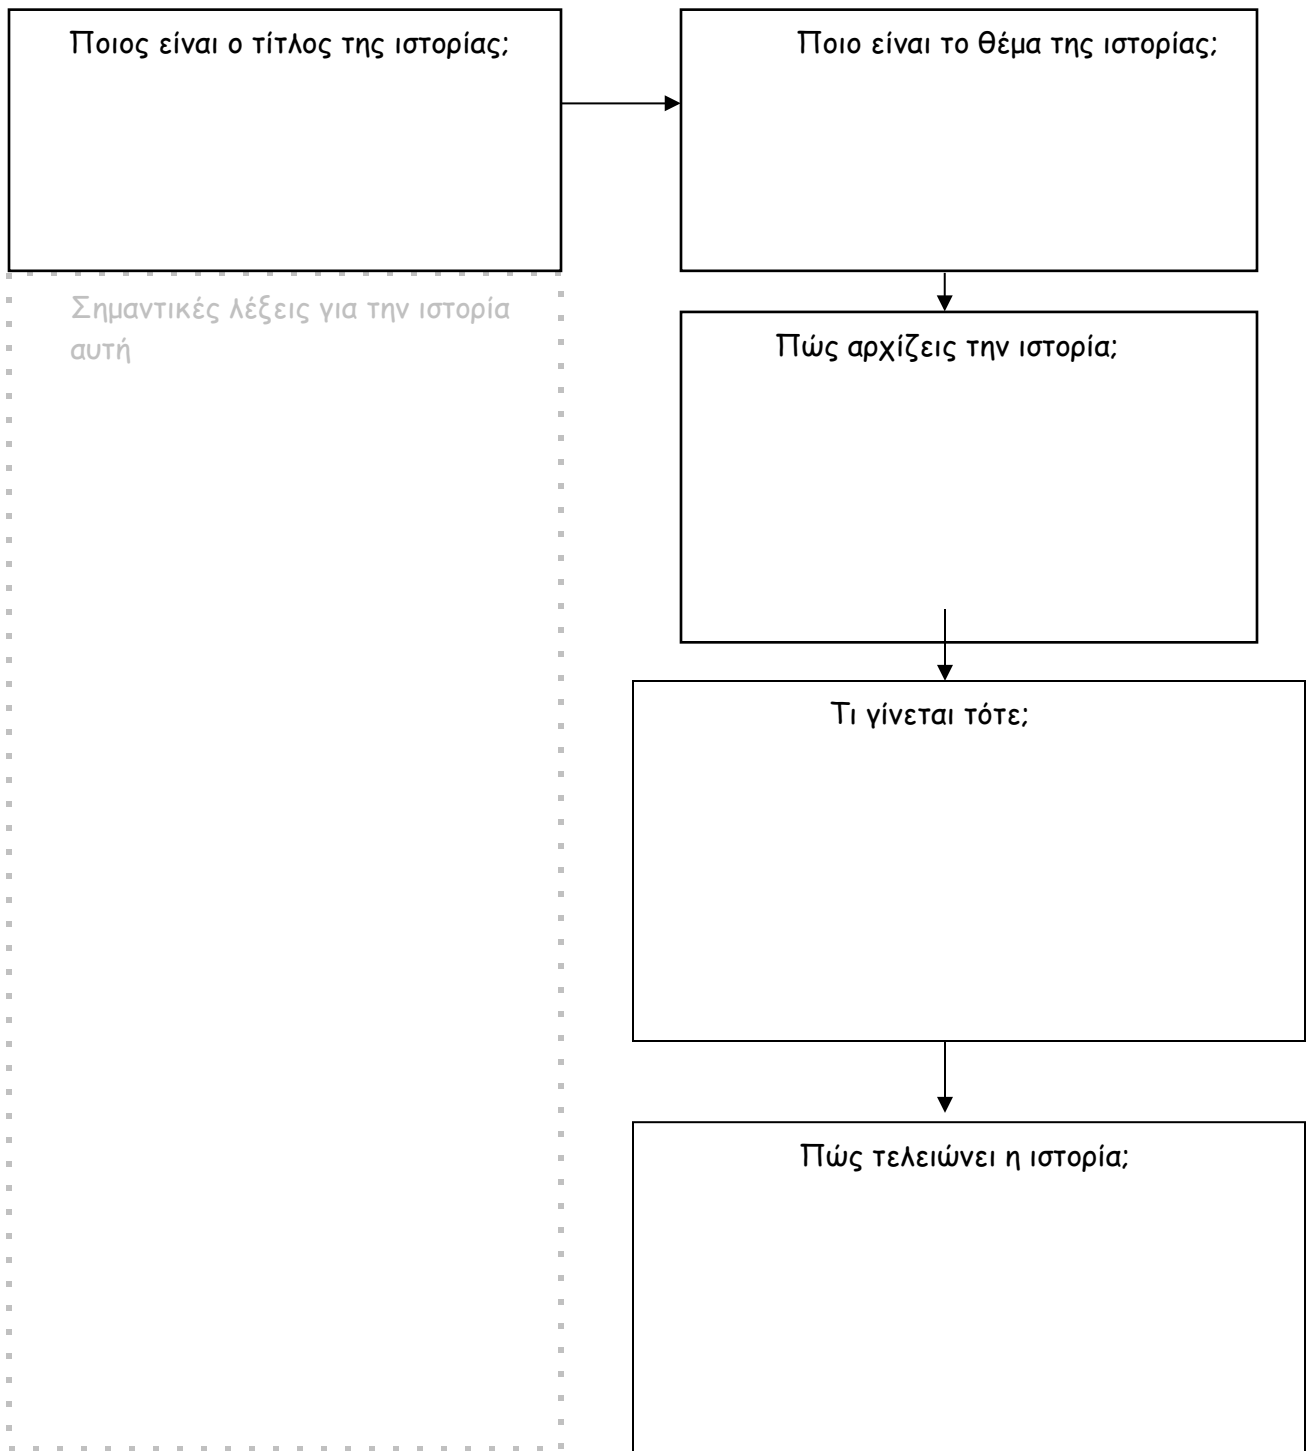 Ποιος είναι ο τίτλος της ιστορίας;
Ποιο είναι το θέμα της ιστορίας;
Σημαντικές λέξεις για την ιστορία
αυτή
Πώς αρχίζεις την ιστορία;
Τι γίνεται τότε;
Πώς τελειώνει η ιστορία;